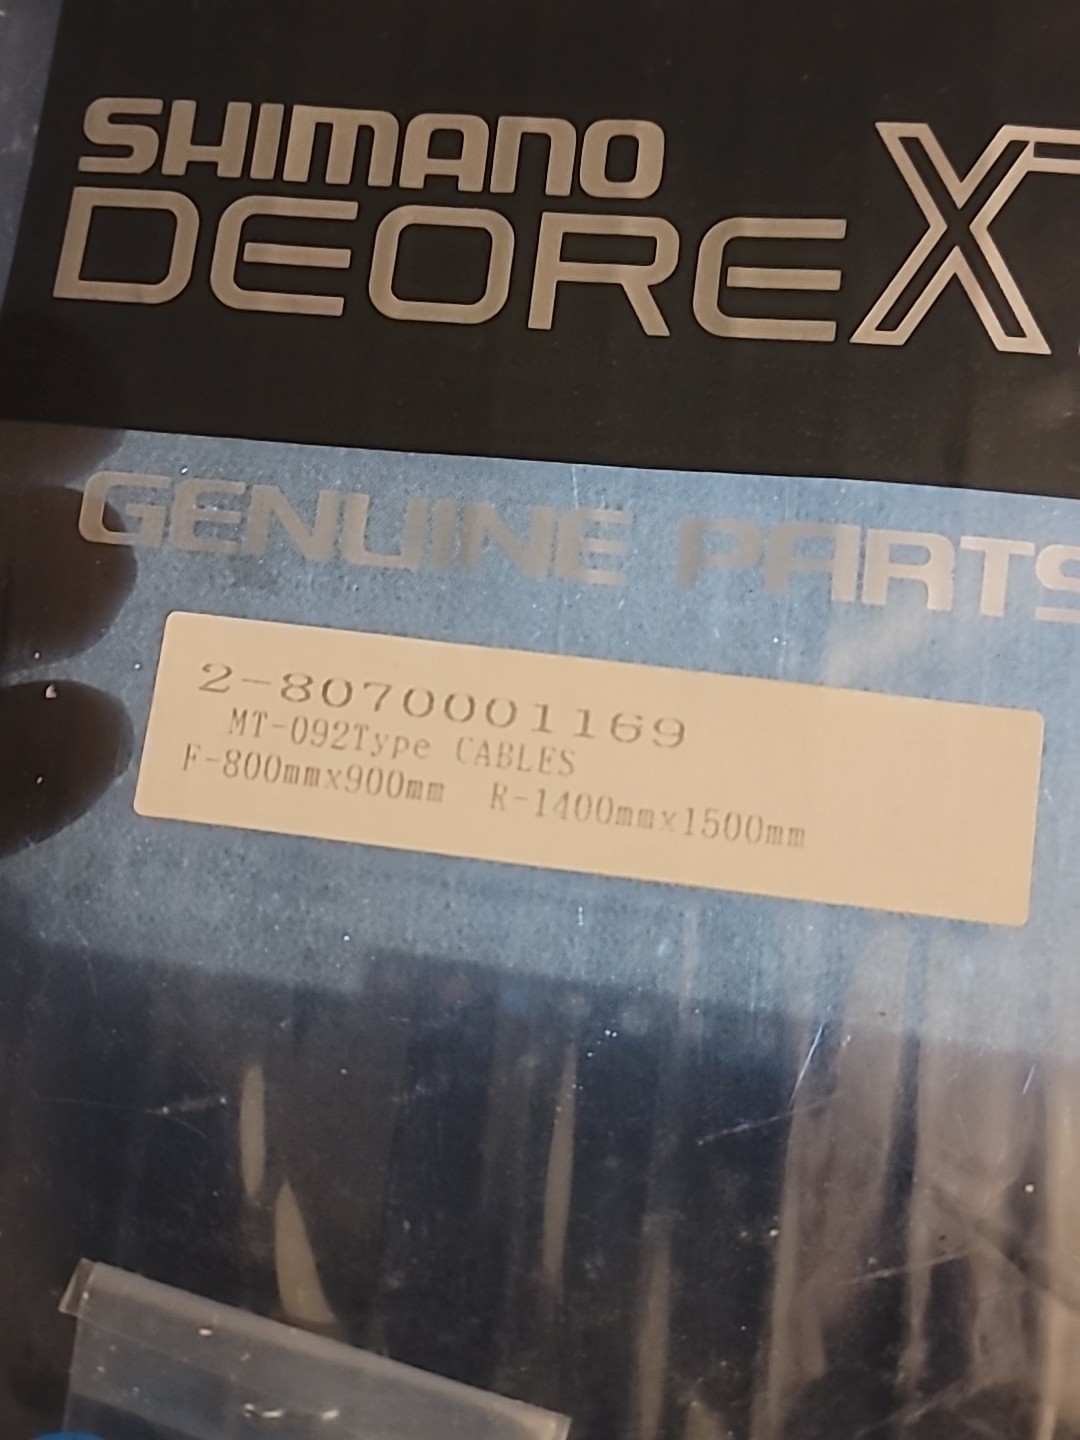 SHIMANO
DEORE X
GENUINE PARTS
2-8070001169
MT-092Type CABLES
F-800mmx900mm R-1400mmx1500mm